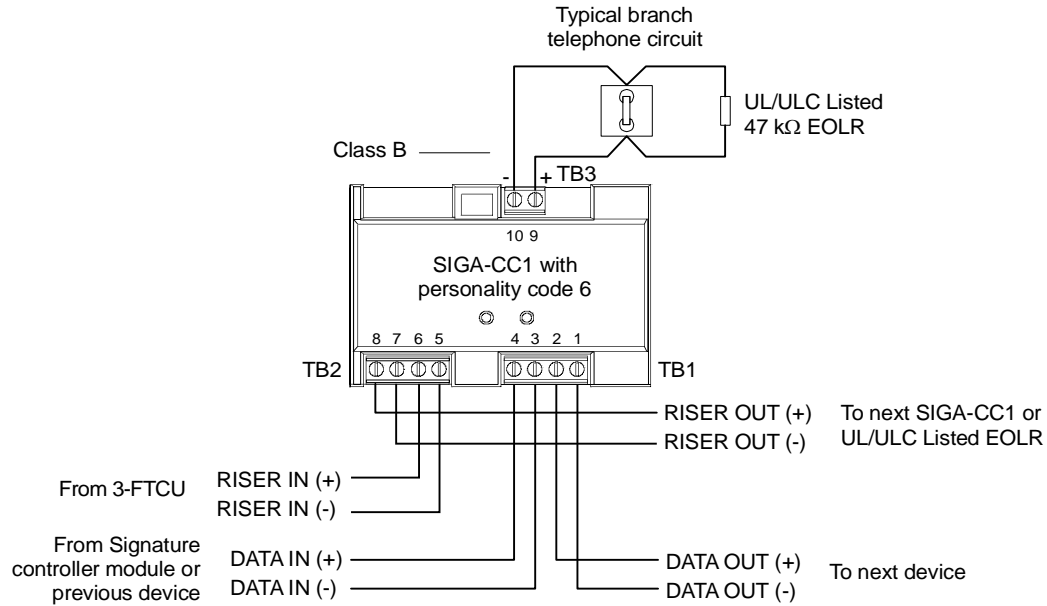 Typical branch
telephone circuit
UL/ULC Listed
47 kΩ EOLR
Class B
- + TB3
10 9
SIGA-CC1 with
personality code 6
8 7 6 5 4 3 2 1
TB2 TB1
RISER OUT (+)
RISER OUT (-)
To next SIGA-CC1 or
UL/ULC Listed EOLR
From 3-FTCU
RISER IN (+)
RISER IN (-)
From Signature
controller module or
previous device
DATA IN (+)
DATA IN (-)
DATA OUT (+)
DATA OUT (-)
To next device